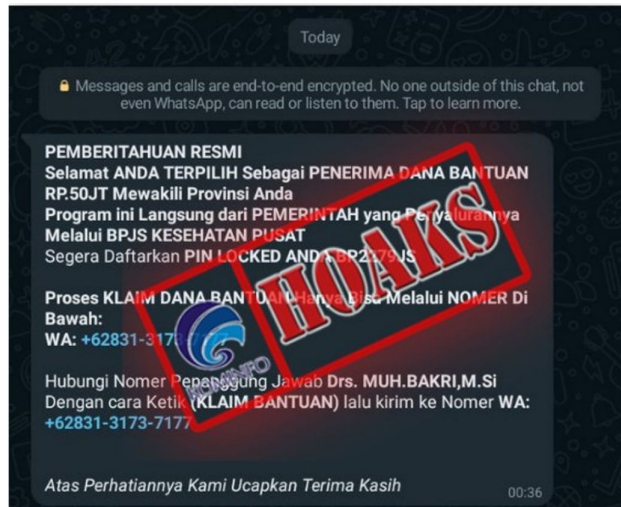 Today
Messages and calls are end-to-end encrypted. No one outside of this chat, not
even WhatsApp, can read or listen to them. Tap to learn more.
PEMBERITAHUAN RESMI
Selamat ANDA TERPILIH Sebagai PENERIMA DANA BANTUAN
RP.50JT Mewakili Provinsi Anda
Program ini Langsung dari PEMERINTAH yang Penyalurannya
Melalui BPJS KESEHATAN PUSAT
Segera Daftarkan PIN LOCKED ANDA BP2279JS
Proses KLAIM DANA BANTUAN Hanya Bisa Melalui NOMER Di
Bawah:
WA: +62831-3173-7177
Hubungi Nomer Penanggung Jawab Drs. MUH.BAKRI,M.Si
Dengan cara Ketik (KLAIM BANTUAN) lalu kirim ke Nomer WA:
+62831-3173-7177
Atas Perhatiannya Kami Ucapkan Terima Kasih
00:36
KOMINFO
HOAKS